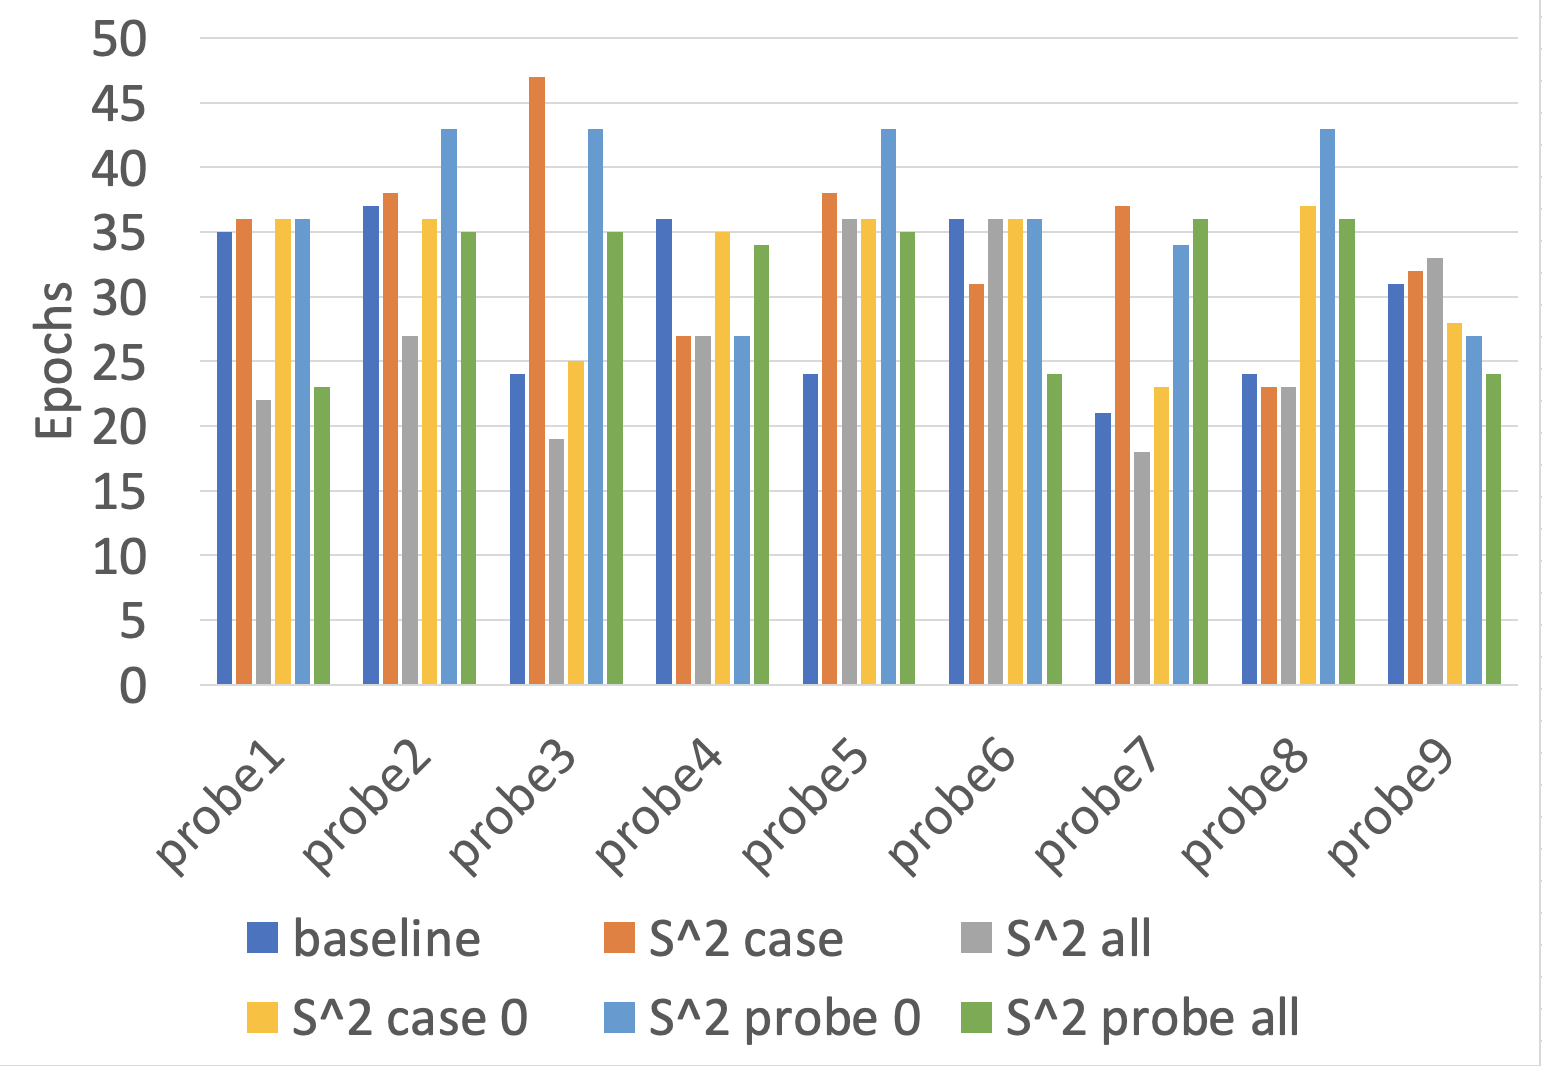 50
45
40
35
30
25
20
15
10
5
0
Epochs
probe1 probe2 probe3 probe4 probe5 probe6 probe7 probe8 probe9
baseline S^2 case S^2 all
S^2 case 0 S^2 probe 0 S^2 probe all